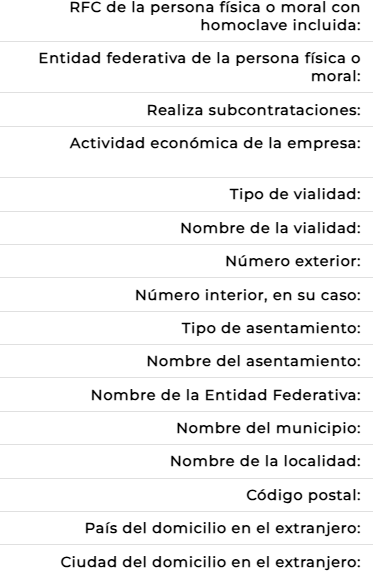 RFC de la persona física o moral con
homoclave incluida:
Entidad federativa de la persona física o
moral:
Realiza subcontrataciones:
Actividad económica de la empresa:
Tipo de vialidad:
Nombre de la vialidad:
Número exterior:
Número interior, en su caso:
Tipo de asentamiento:
Nombre del asentamiento:
Nombre de la Entidad Federativa:
Nombre del municipio:
Nombre de la localidad:
Código postal:
País del domicilio en el extranjero:
Ciudad del domicilio en el extranjero: